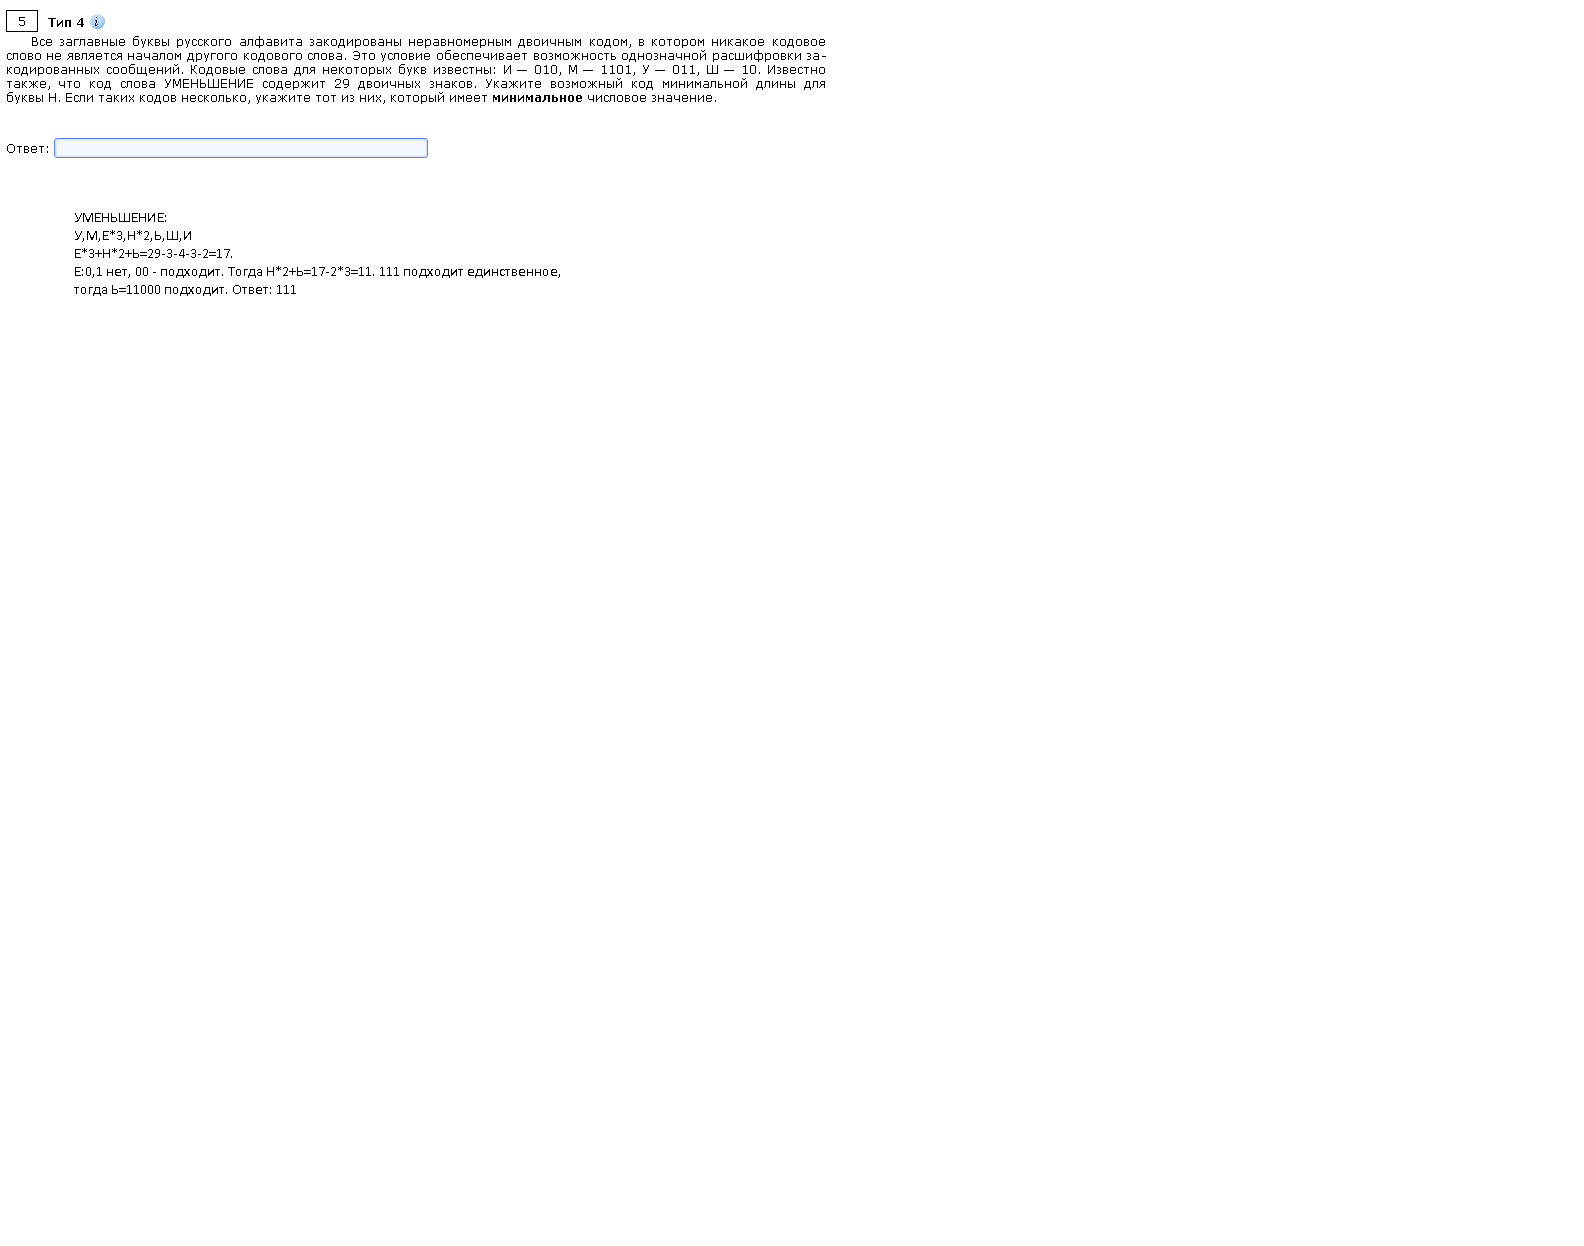 5 Тип 4 i
Все заглавные буквы русского алфавита закодированы неравномерным двоичным кодом, в котором никакое кодовое
слово не является началом другого кодового слова. Это условие обеспечивает возможность однозначной расшифровки за-
кодированных сообщений. Кодовые слова для некоторых букв известны: И — 010, М — 1101, У — 011, Ш — 10. Известно
также, что код слова УМЕНЬШЕНИЕ содержит 29 двоичных знаков. Укажите возможный код минимальной длины для
буквы Н. Если таких кодов несколько, укажите тот из них, который имеет минимальное числовое значение.
Ответ:
УМЕНЬШЕНИЕ:
У,М,Е*3,Н*2,Ь,Ш,И
Е*3+Н*2+Ь=29-3-4-3-2=17.
Е:0,1 нет, 00 - подходит. Тогда Н*2+Ь=17-2*3=11. 111 подходит единственное,
тогда Ь=11000 подходит. Ответ: 111